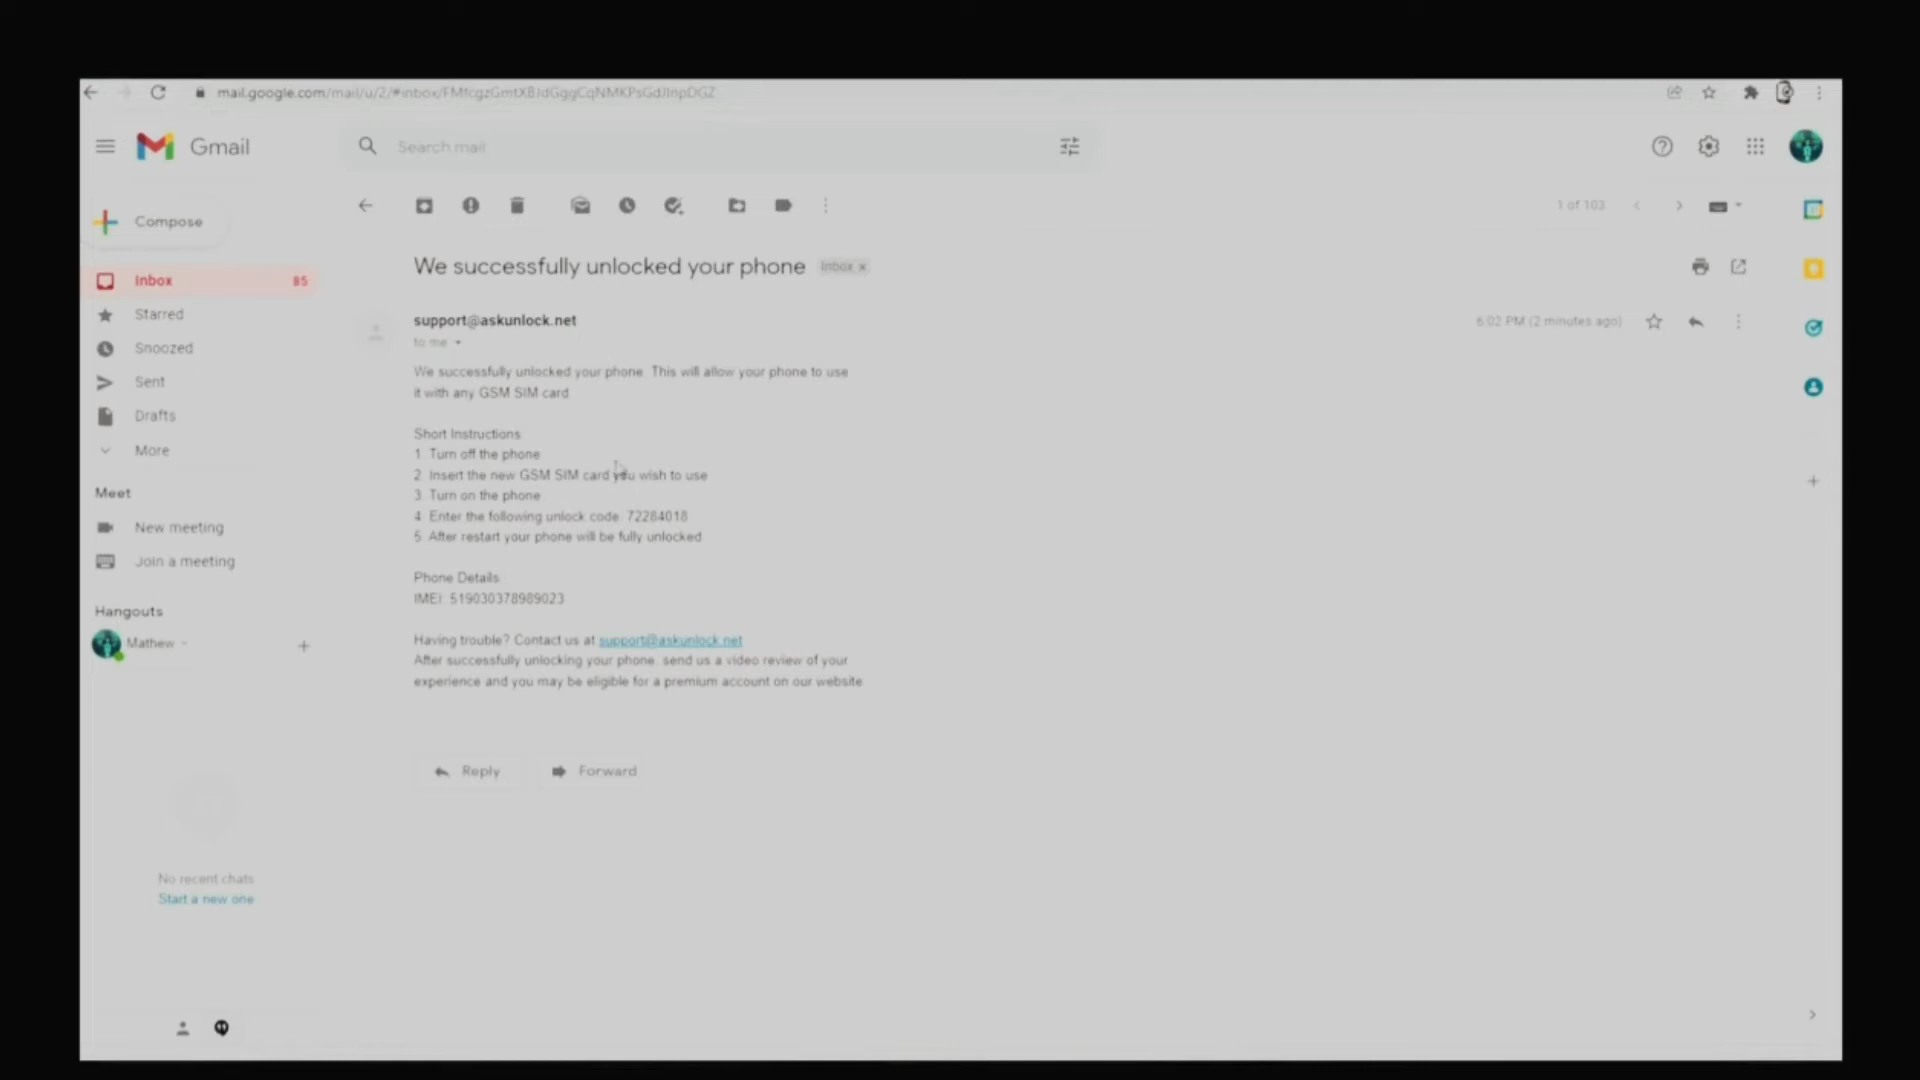 mail.google.com/mail/u/2/#inbox/FMfcgzGmtXBJdGggCqNMKPsGdJlnpDGZ
Gmail
Search mail
Compose
1 of 103
We successfully unlocked your phone
Inbox x
Inbox 85
Starred
Snoozed
Sent
Drafts
More
support@askunlock.net
6:02 PM (2 minutes ago)
to me
We successfully unlocked your phone. This will allow your phone to use
it with any GSM SIM card
Short Instructions
1. Turn off the phone
2. Insert the new GSM SIM card you wish to use
3. Turn on the phone
4. Enter the following unlock code: 72284018
5. After restart your phone will be fully unlocked
Phone Details
IMEI: 519030378989023
Having trouble? Contact us at support@askunlock.net
After successfully unlocking your phone, send us a video review of your
experience and you may be eligible for a premium account on our website
Reply
Forward
Meet
New meeting
Join a meeting
Hangouts
Mathew
No recent chats
Start a new one